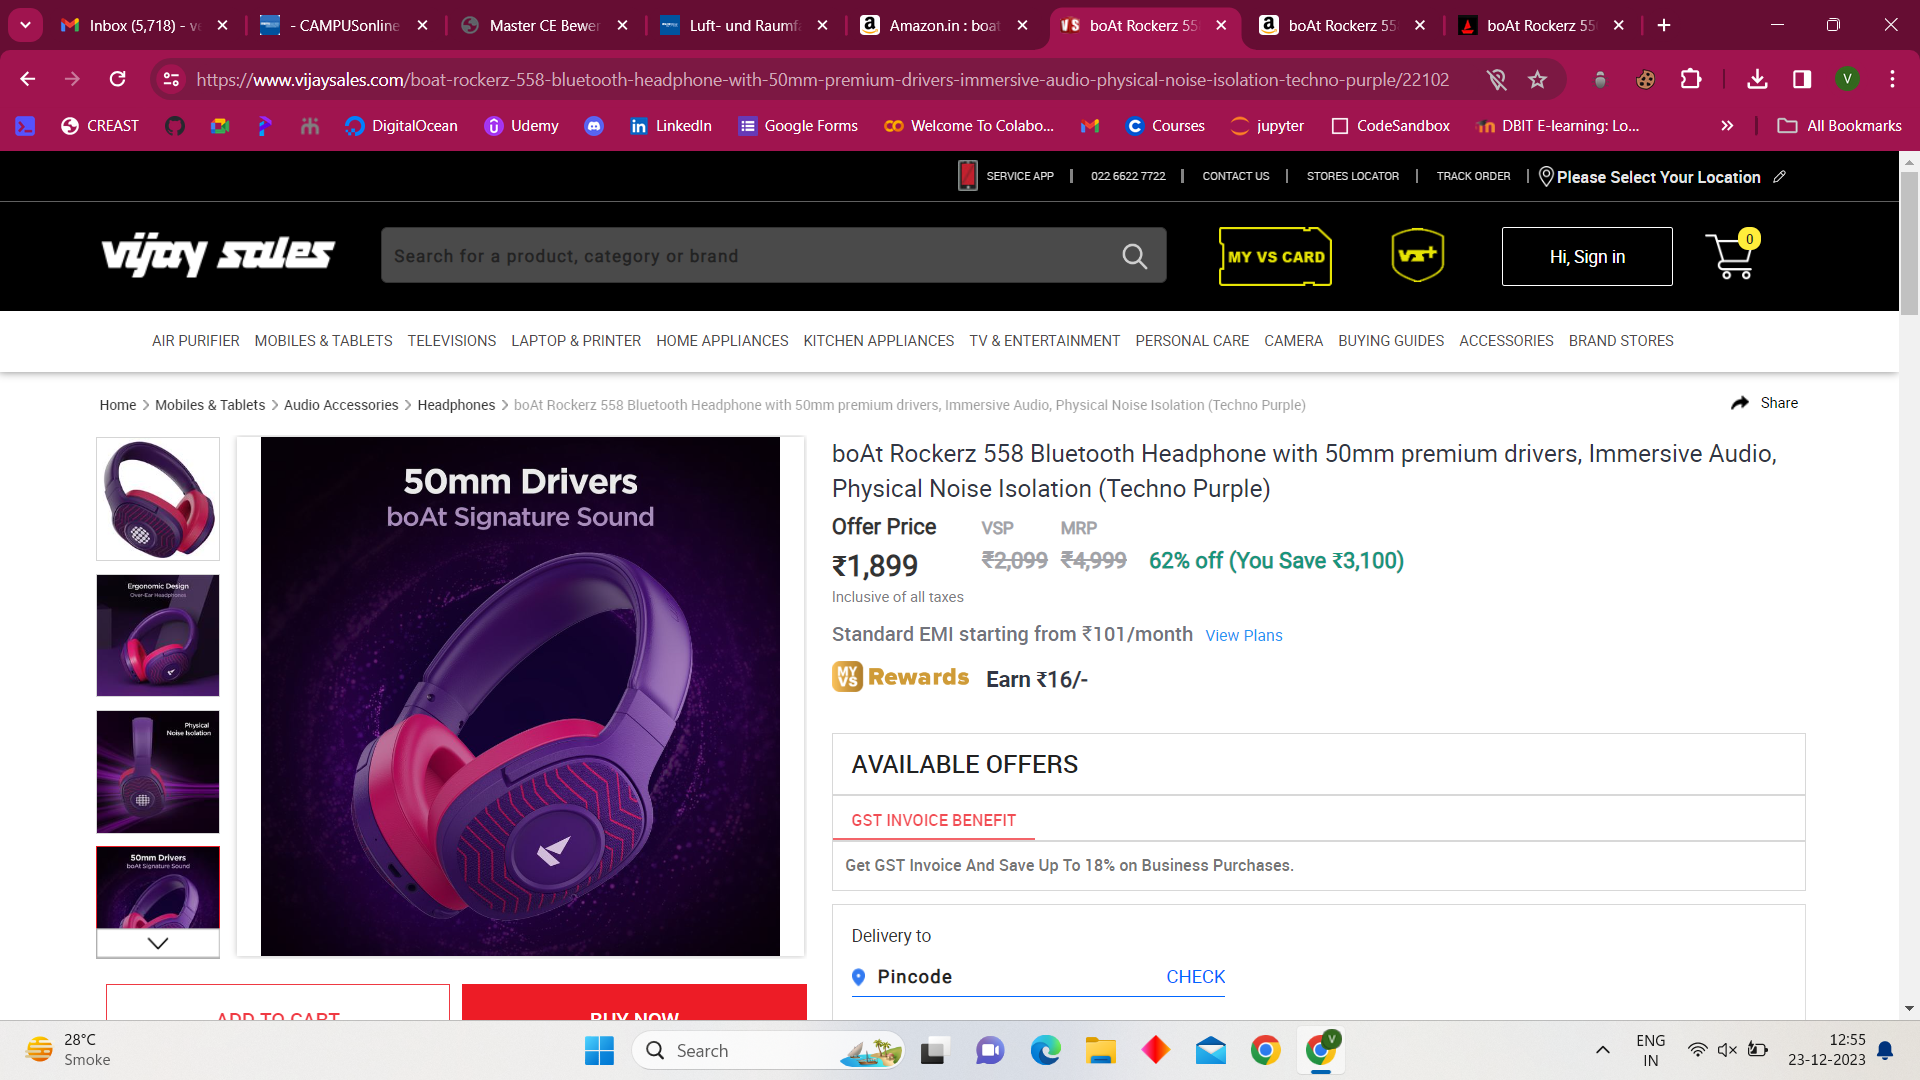 Inbox (5,718) - ve
- CAMPUSonline
Master CE Bewer
Luft- und Raumfa
Amazon.in : boat
boAt Rockerz 55
boAt Rockerz 55
boAt Rockerz 55
https://www.vijaysales.com/boat-rockerz-558-bluetooth-headphone-with-50mm-premium-drivers-immersive-audio-physical-noise-isolation-techno-purple/22102
V
CREAST
DigitalOcean
Udemy
LinkedIn
Google Forms
Welcome To Colabo...
Courses
jupyter
CodeSandbox
DBIT E-learning: Lo...
All Bookmarks
SERVICE APP
022 6622 7722
CONTACT US
STORES LOCATOR
TRACK ORDER
Please Select Your Location
vijay sales
Search for a product, category or brand
MY VS CARD
VS+
Hi, Sign in
0
AIR PURIFIER MOBILES & TABLETS TELEVISIONS LAPTOP & PRINTER HOME APPLIANCES KITCHEN APPLIANCES TV & ENTERTAINMENT PERSONAL CARE CAMERA BUYING GUIDES ACCESSORIES BRAND STORES
Home > Mobiles & Tablets > Audio Accessories > Headphones > boAt Rockerz 558 Bluetooth Headphone with 50mm premium drivers, Immersive Audio, Physical Noise Isolation (Techno Purple)
Share
Ergonomic Design
Over-Ear Headphones
Physical
Noise Isolation
50mm Drivers
boAt Signature Sound
50mm Drivers
boAt Signature Sound
ADD TO CART
BUY NOW
boAt Rockerz 558 Bluetooth Headphone with 50mm premium drivers, Immersive Audio,
Physical Noise Isolation (Techno Purple)
Offer Price VSP MRP
₹1,899 ₹2,099 ₹4,999 62% off (You Save ₹3,100)
Inclusive of all taxes
Standard EMI starting from ₹101/month View Plans
MY VS Rewards Earn ₹16/-
AVAILABLE OFFERS
GST INVOICE BENEFIT
Get GST Invoice And Save Up To 18% on Business Purchases.
Delivery to
Pincode CHECK
28°C
Smoke
Search
V
ENG
IN
12:55
23-12-2023